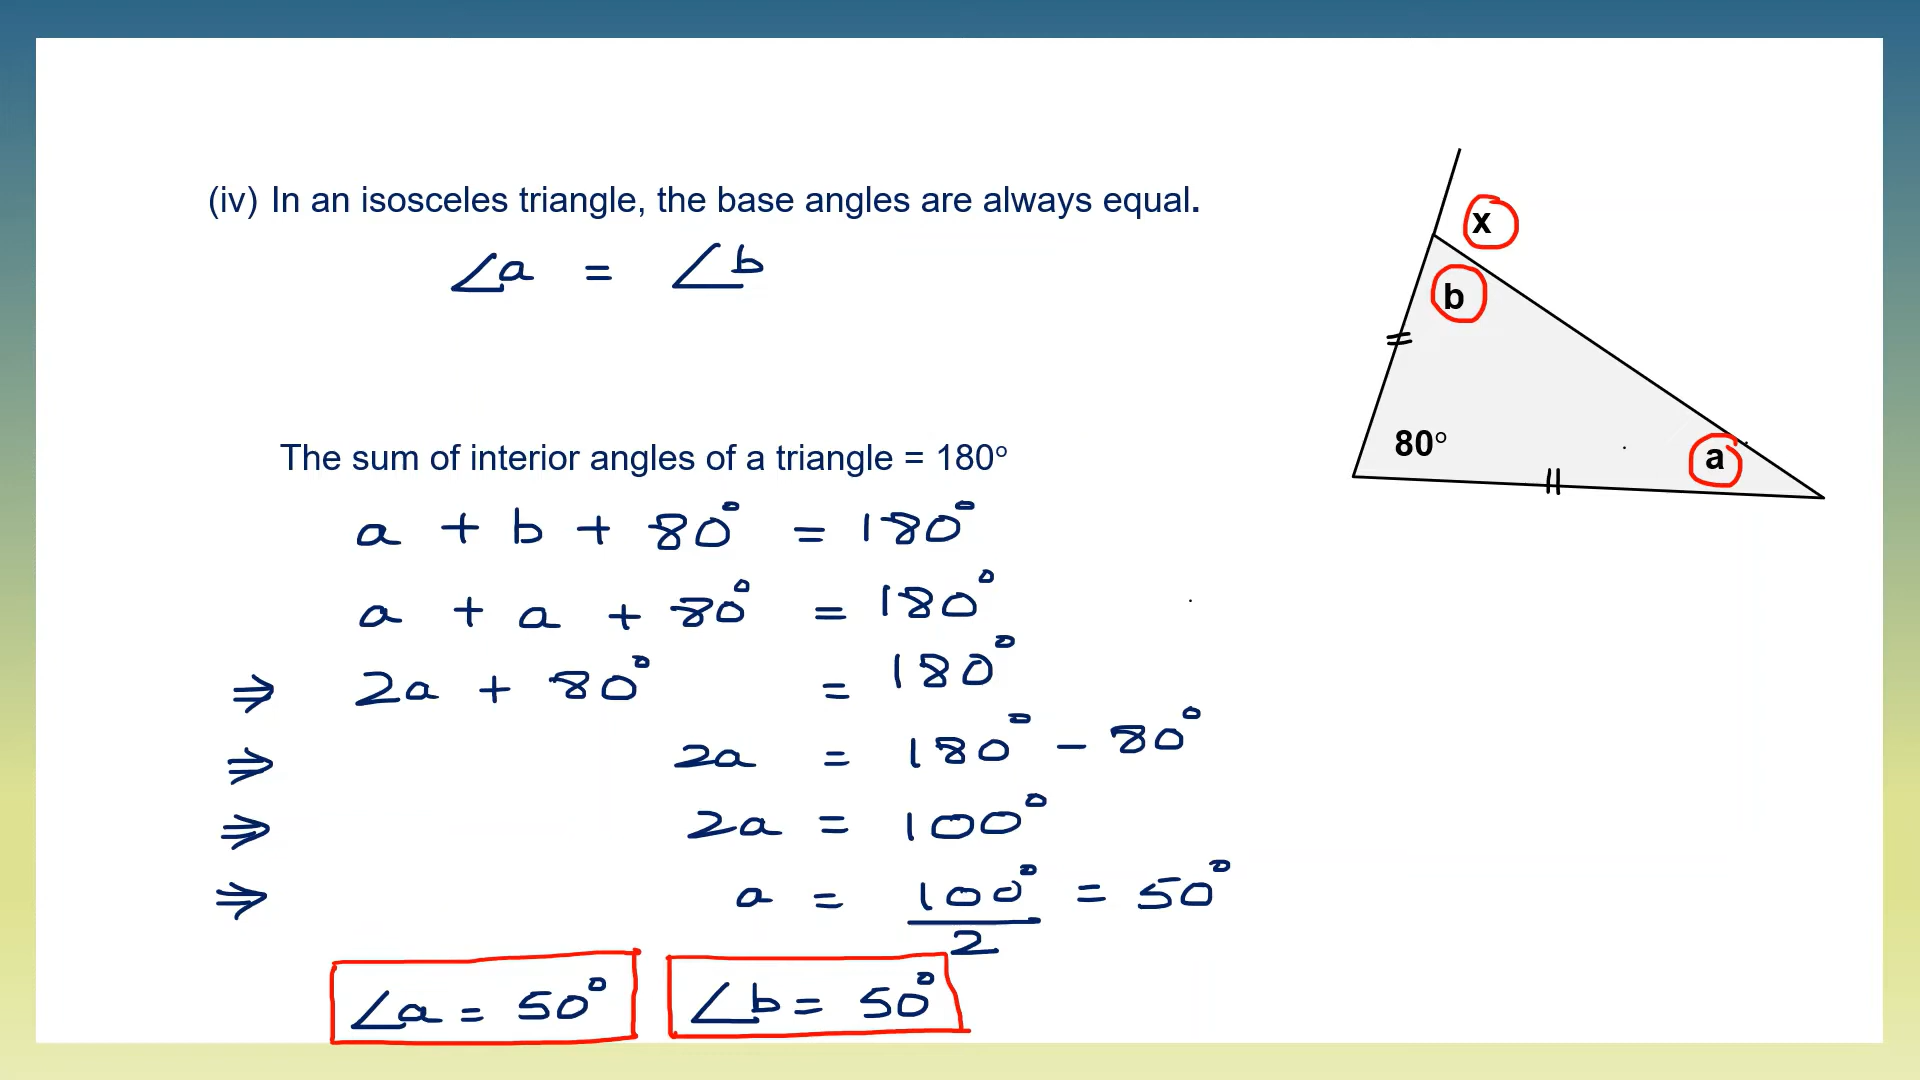 (iv) In an isosceles triangle, the base angles are always equal.
∠a = ∠b
x
b
80°
a
The sum of interior angles of a triangle = 180°
a + b + 80° = 180°
a + a + 80° = 180°
⇒ 2a + 80° = 180°
⇒ 2a = 180° - 80°
⇒ 2a = 100°
⇒ a = 100°/2 = 50°
∠a = 50° ∠b = 50°